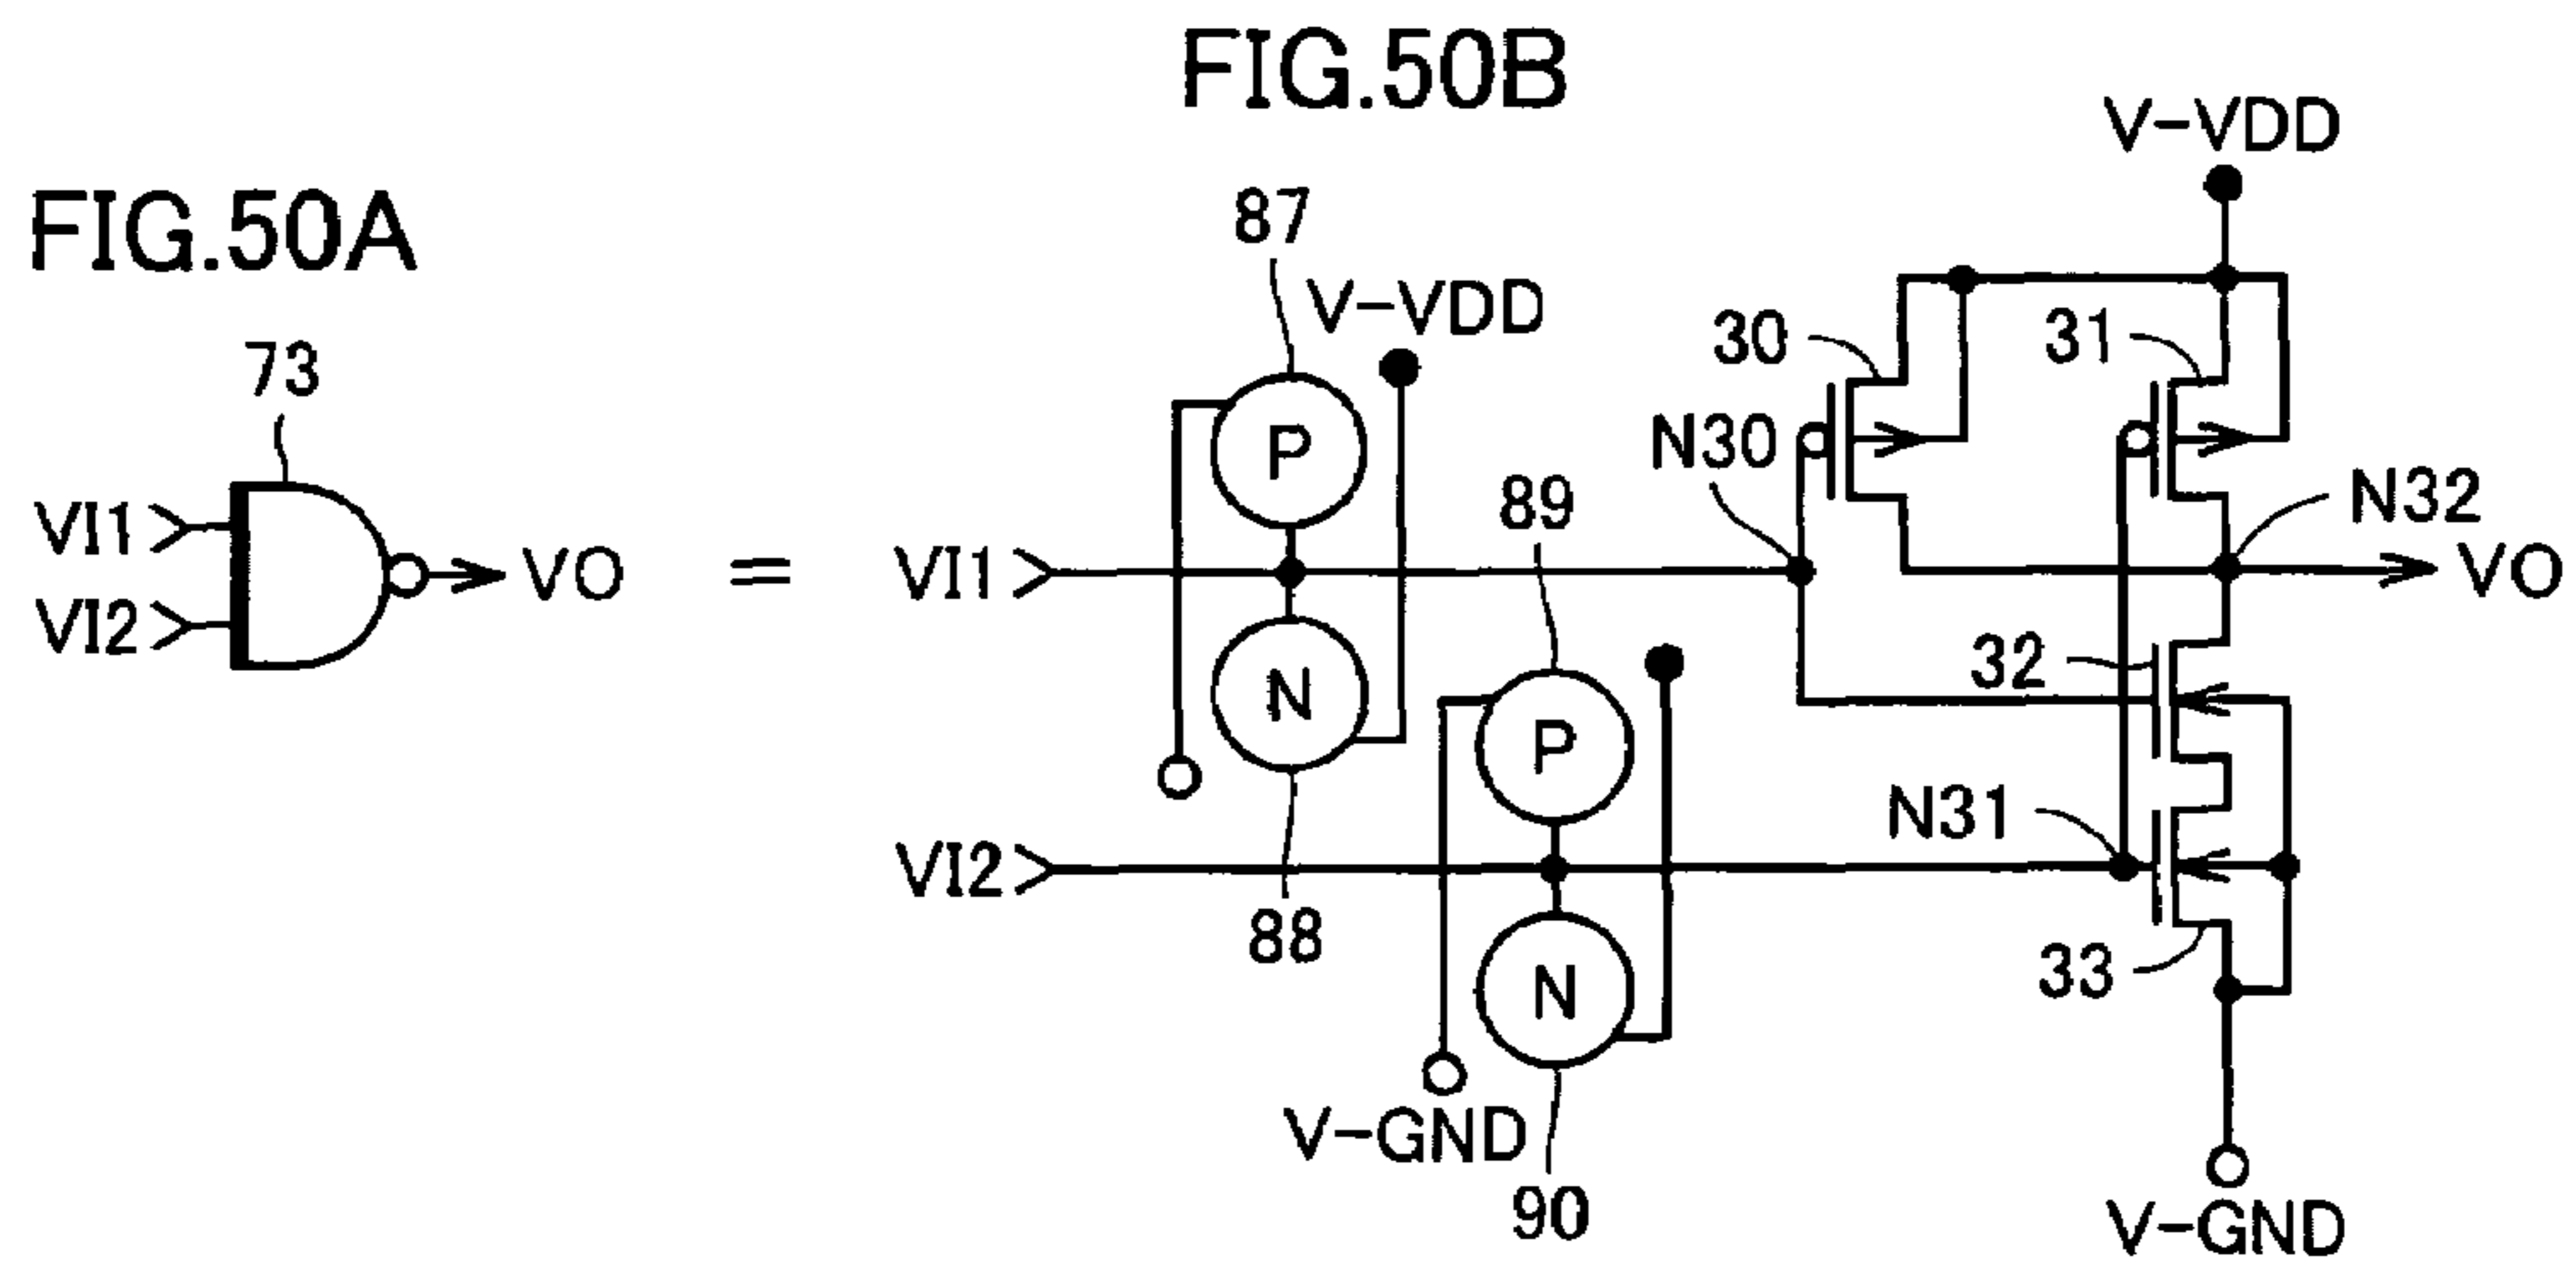 FIG.50A
73
VI1
VI2
VO
=
FIG.50B
87
V-VDD
P
N
88
VI1
VI2
89
P
N
90
V-GND
V-VDD
30
31
N30
N32
VO
32
N31
33
V-GND